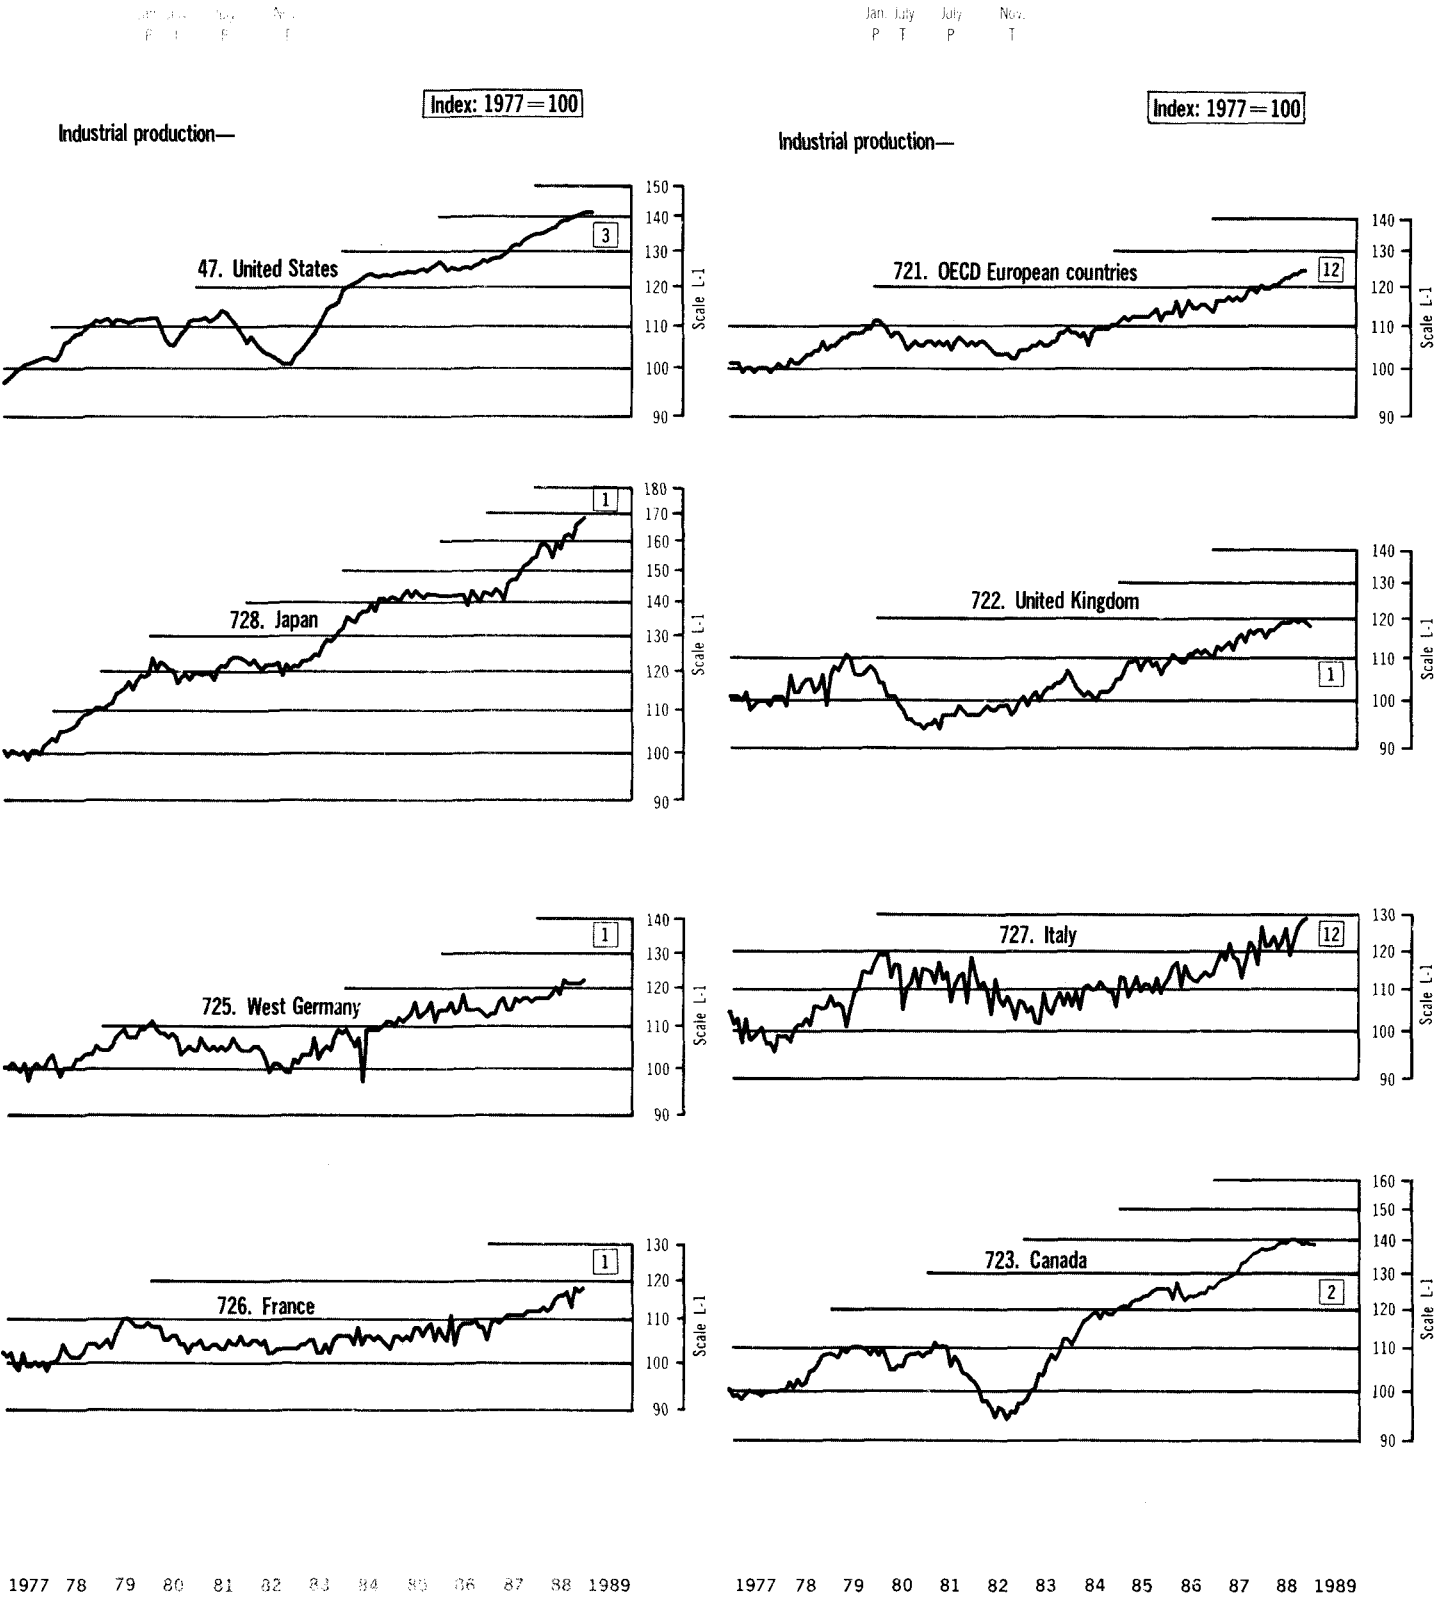 Jan. July July Nov.
P T P T
Index: 1977=100
Industrial production—
150
140
3
130
47. United States
120
110
100
90
Scale L-1
180
1
170
160
150
140
728. Japan
130
120
110
100
90
Scale L-1
140
1
130
120
725. West Germany
110
100
90
Scale L-1
130
1
120
726. France
110
100
90
Scale L-1
1977 78 79 80 81 82 83 84 85 86 87 88 1989
Index: 1977=100
Industrial production—
140
130
721. OECD European countries
12
120
110
100
90
Scale L-1
140
130
722. United Kingdom
120
110
1
100
90
Scale L-1
130
727. Italy
12
120
110
100
90
Scale L-1
160
150
140
723. Canada
130
2
120
110
100
90
Scale L-1
1977 78 79 80 81 82 83 84 85 86 87 88 1989